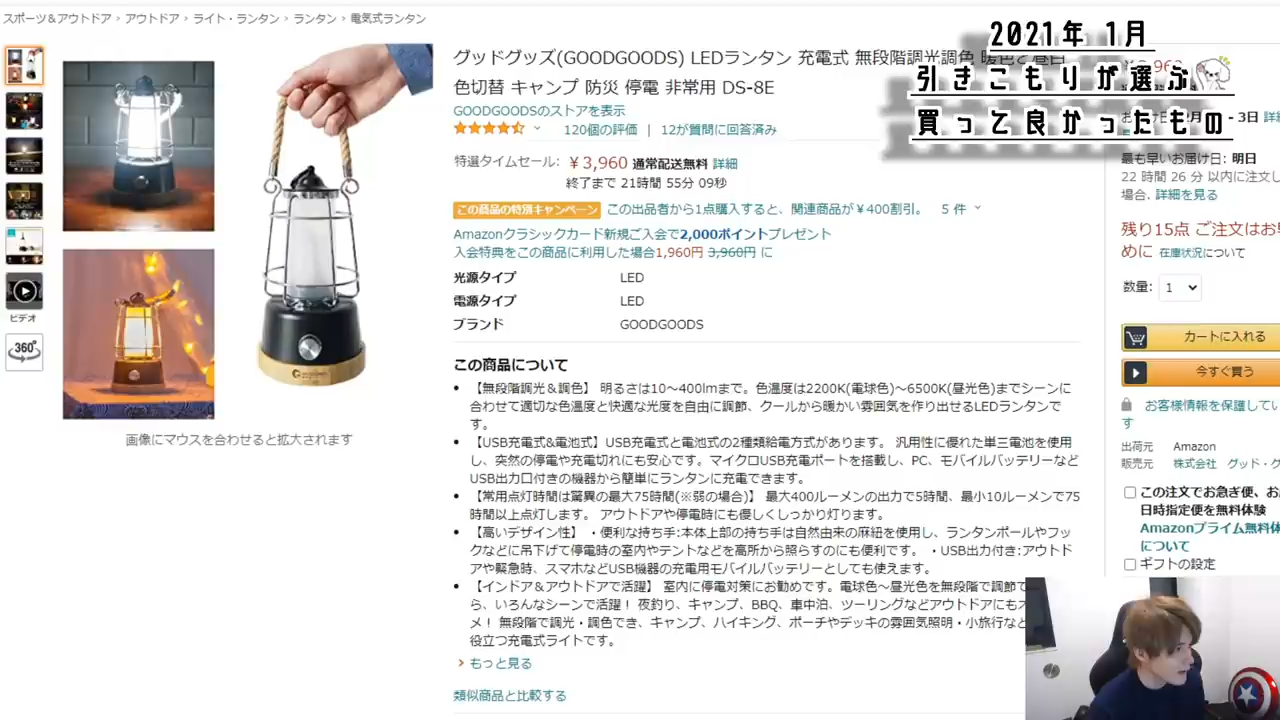 スポーツ&アウトドア › アウトドア › ライト・ランタン › ランタン › 電気式ランタン
2021年 1月
引きこもりが選ぶ
買って良かったもの
ビデオ
360°
画像にマウスを合わせると拡大されます
グッドグッズ(GOODGOODS) LEDランタン 充電式 無段階調光調色 暖色と昼白
色切替 キャンプ 防災 停電 非常用 DS-8E
GOODGOODSのストアを表示
120個の評価 | 12が質問に回答済み
特選タイムセール: ￥3,960 通常配送無料 詳細
終了まで 21時間 55分 09秒
この商品の特別キャンペーン この出品者から1点購入すると、関連商品が￥400割引。 5 件
Amazonクラシックカード新規ご入会で2,000ポイントプレゼント
入会特典をこの商品に利用した場合1,960円 3,960円 に
光源タイプ LED
電源タイプ LED
ブランド GOODGOODS
この商品について
【無段階調光＆調色】 明るさは10～400lmまで。色温度は2200K(電球色)～6500K(昼光色)までシーンに
合わせて適切な色温度と快適な光度を自由に調節、クールから暖かい雰囲気を作り出せるLEDランタンで
す。
【USB充電式&電池式】USB充電式と電池式の2種類給電方式があります。 汎用性に優れた単三電池を使用
し、突然の停電や充電切れにも安心です。マイクロUSB充電ポートを搭載し、PC、モバイルバッテリーなど
USB出力口付きの機器から簡単にランタンに充電できます。
【常用点灯時間は驚異の最大75時間(※弱の場合)】 最大400ルーメンの出力で5時間、最小10ルーメンで75
時間以上点灯します。 アウトドアや停電時にも優しくしっかり灯ります。
【高いデザイン性】 ・便利な持ち手:本体上部の持ち手は自然由来の麻紐を使用し、ランタンポールやフッ
クなどに吊下げて停電時の室内やテントなどを高所から照らすのにも便利です。 ・USB出力付き:アウトド
アや緊急時、スマホなどUSB機器の充電用モバイルバッテリーとしても使えます。
【インドア＆アウトドアで活躍】 室内に停電対策にお勧めです。電球色～昼光色を無段階で調節で
ら、いろんなシーンで活躍！ 夜釣り、キャンプ、BBQ、車中泊、ツーリングなどアウトドアにも
メ！ 無段階で調光・調色でき、キャンプ、ハイキング、ポーチやデッキの雰囲気照明・小旅行など
役立つ充電式ライトです。
› もっと見る
類似商品と比較する
- 3日 詳
最も早いお届け日: 明日
22 時間 26 分 以内に注文し
場合. 詳細を見る
残り15点 ご注文はお
めに 在庫状況について
数量: 1
カートに入れる
今すぐ買う
お客様情報を保護してい
す
出荷元 Amazon
販売元 株式会社 グッド・グ
この注文でお急ぎ便、お
日時指定便を無料体験
Amazonプライム無料体
について
ギフトの設定